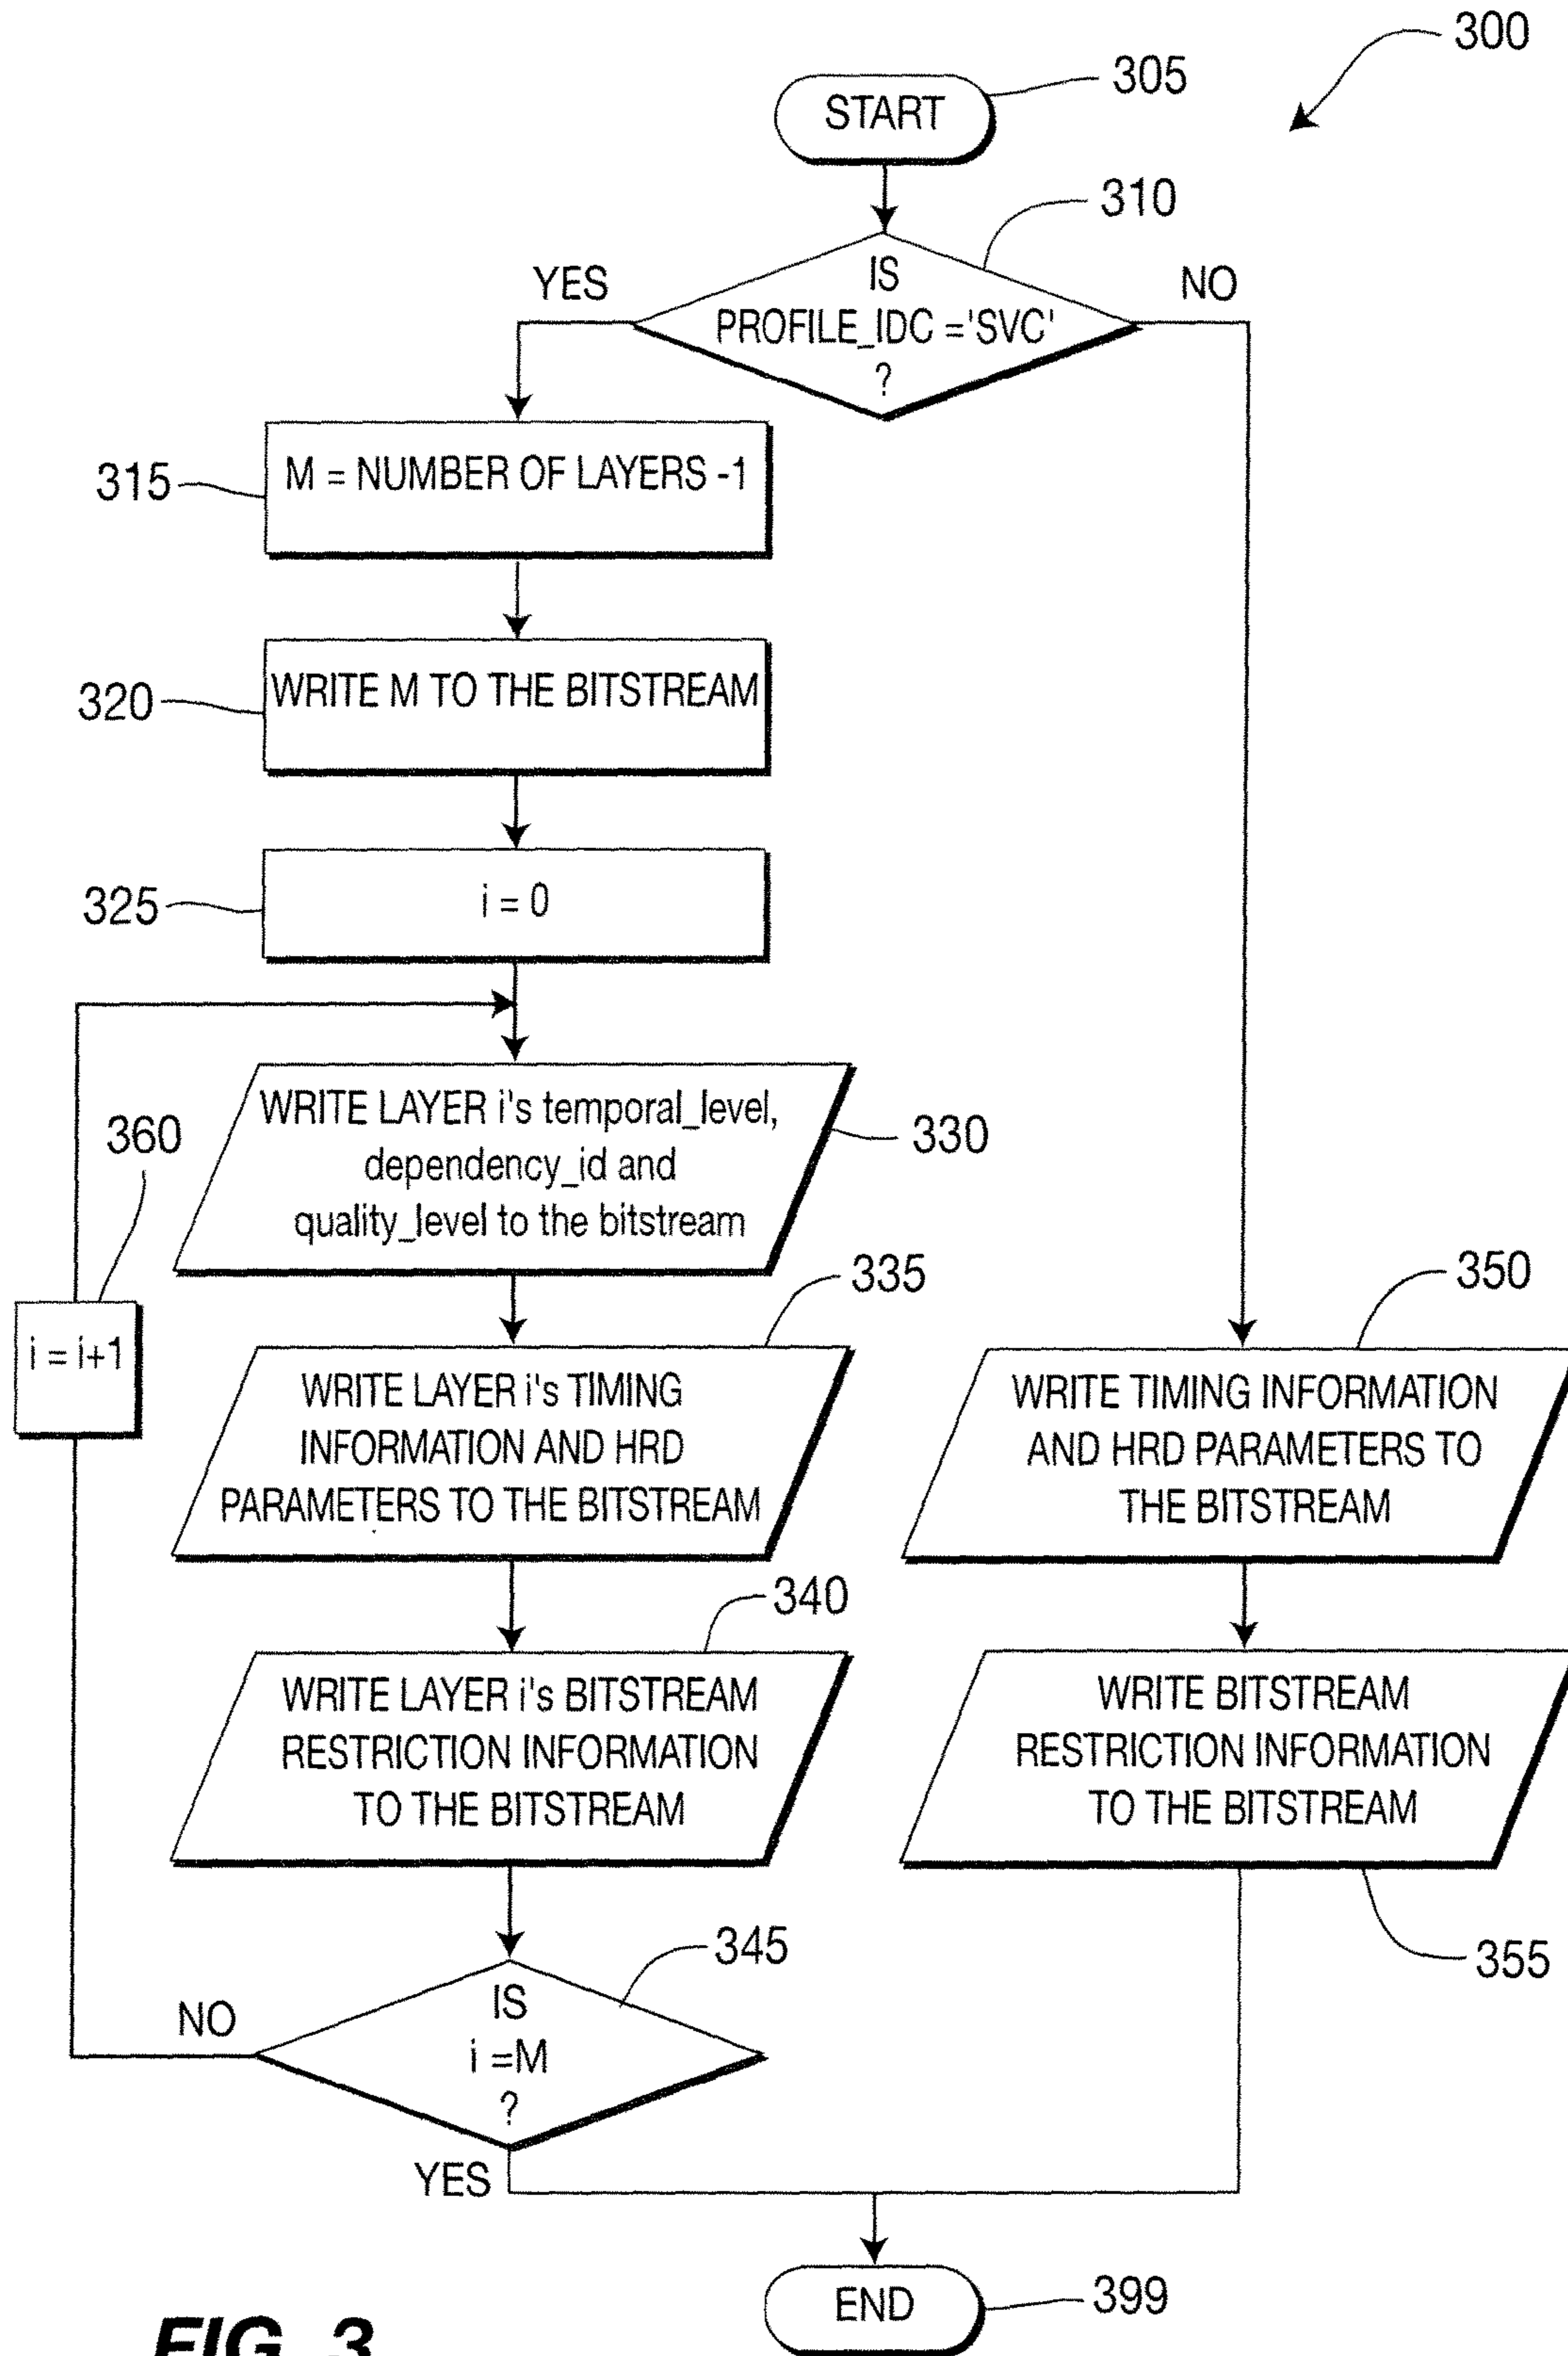 300
START
305
310
IS
PROFILE_IDC ='SVC'
?
YES
NO
315
M = NUMBER OF LAYERS -1
320
WRITE M TO THE BITSTREAM
325
i = 0
WRITE LAYER i's temporal_level,
dependency_id and
quality_level to the bitstream
330
360
i = i+1
335
WRITE LAYER i's TIMING
INFORMATION AND HRD
PARAMETERS TO THE BITSTREAM
350
WRITE TIMING INFORMATION
AND HRD PARAMETERS TO
THE BITSTREAM
340
WRITE LAYER i's BITSTREAM
RESTRICTION INFORMATION
TO THE BITSTREAM
WRITE BITSTREAM
RESTRICTION INFORMATION
TO THE BITSTREAM
355
345
IS
i =M
?
NO
YES
END
399
FIG. 3